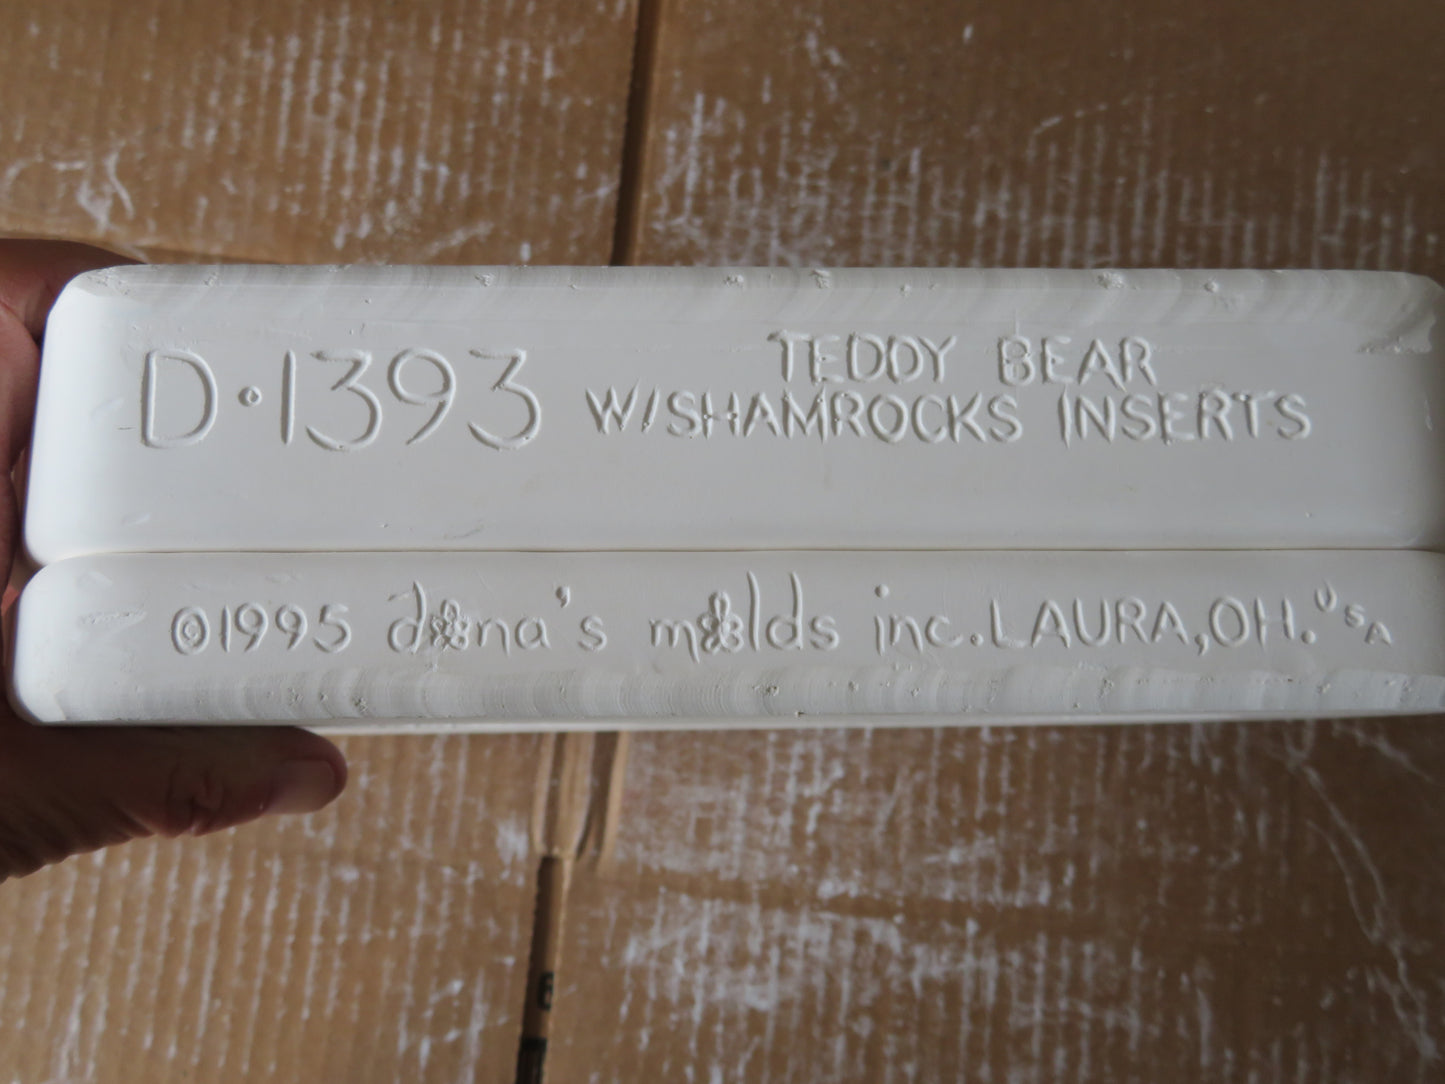 D·1393
TEDDY BEAR
W/SHAMROCKS INSERTS
©1995 dona's molds inc. LAURA, OH. USA